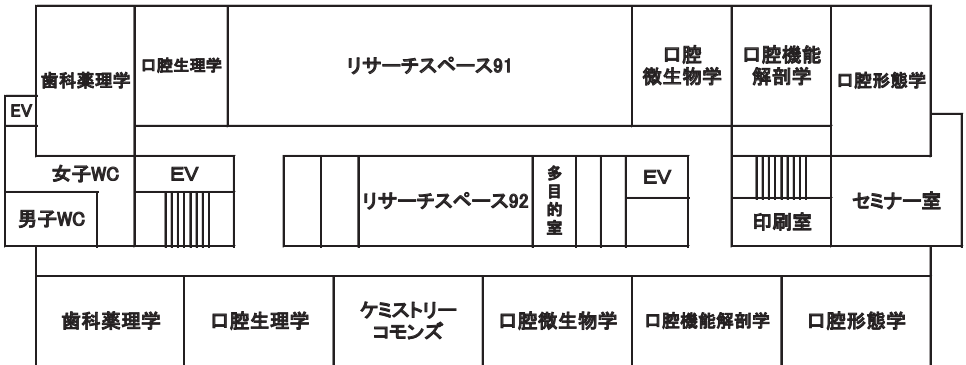 歯科薬理学
口腔生理学
リサーチスペース91
口腔
微生物学
口腔機能
解剖学
口腔形態学
EV
女子WC
EV
男子WC
リサーチスペース92
多目的室
EV
印刷室
セミナー室
歯科薬理学
口腔生理学
ケミストリー
コモンズ
口腔微生物学
口腔機能解剖学
口腔形態学